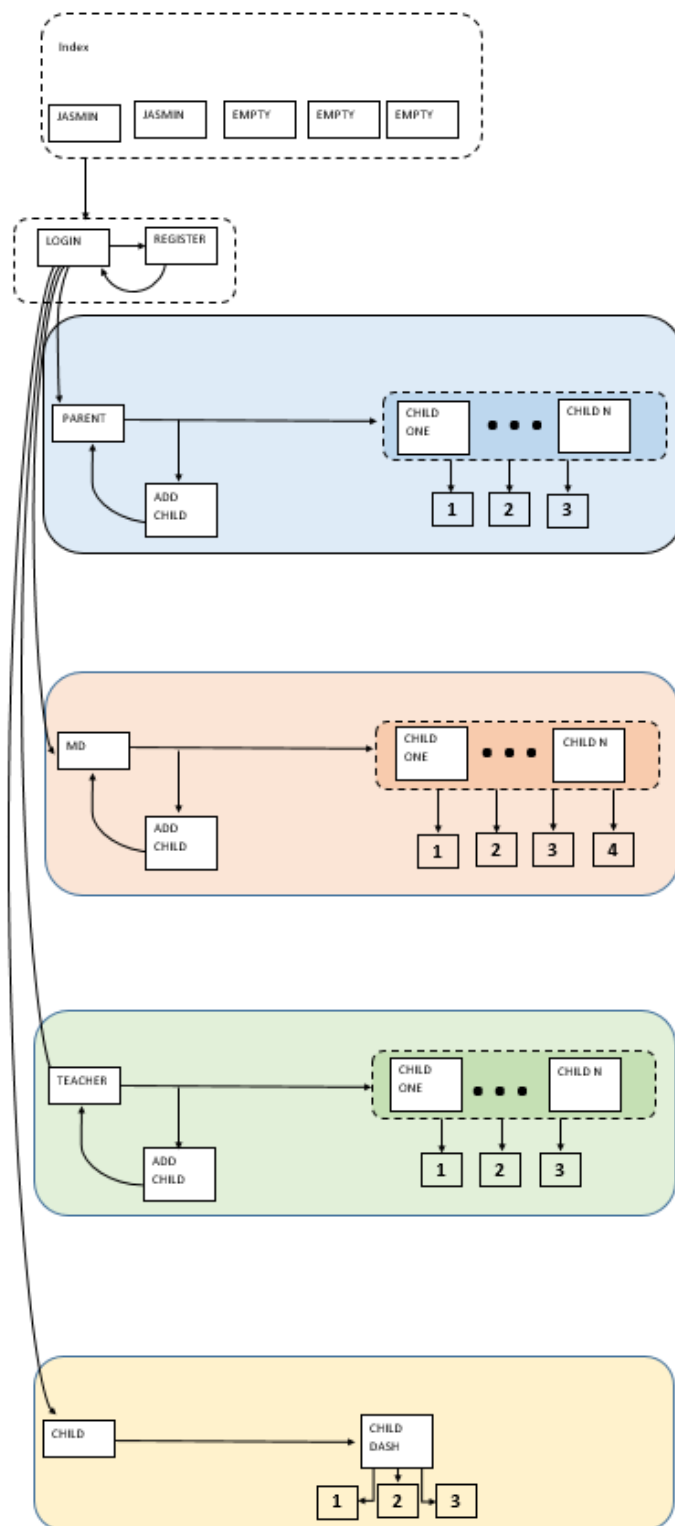 Index
JASMIN
JASMIN
EMPTY
EMPTY
EMPTY
LOGIN
REGISTER
PARENT
CHILD
ONE
CHILD N
ADD
CHILD
1
2
3
MD
CHILD
ONE
CHILD N
ADD
CHILD
1
2
3
4
TEACHER
CHILD
ONE
CHILD N
ADD
CHILD
1
2
3
CHILD
CHILD
DASH
1
2
3